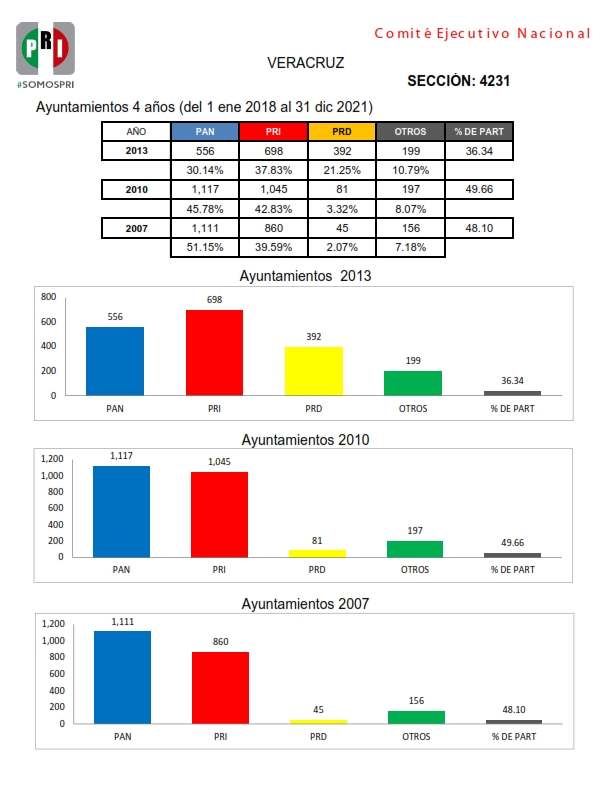 Comité Ejecutivo Nacional
PRI
#SOMOSPRI
VERACRUZ
SECCIÓN: 4231
Ayuntamientos 4 años (del 1 ene 2018 al 31 dic 2021)
AÑO PAN PRI PRD OTROS % DE PART
2013 556 698 392 199 36.34
30.14% 37.83% 21.25% 10.79%
2010 1,117 1,045 81 197 49.66
45.78% 42.83% 3.32% 8.07%
2007 1,111 860 45 156 48.10
51.15% 39.59% 2.07% 7.18%
Ayuntamientos 2013
800
600
400
200
0
556 698 392 199 36.34
PAN PRI PRD OTROS % DE PART
Ayuntamientos 2010
1,200
1,000
800
600
400
200
0
1,117 1,045 81 197 49.66
PAN PRI PRD OTROS % DE PART
Ayuntamientos 2007
1,200
1,000
800
600
400
200
0
1,111 860 45 156 48.10
PAN PRI PRD OTROS % DE PART